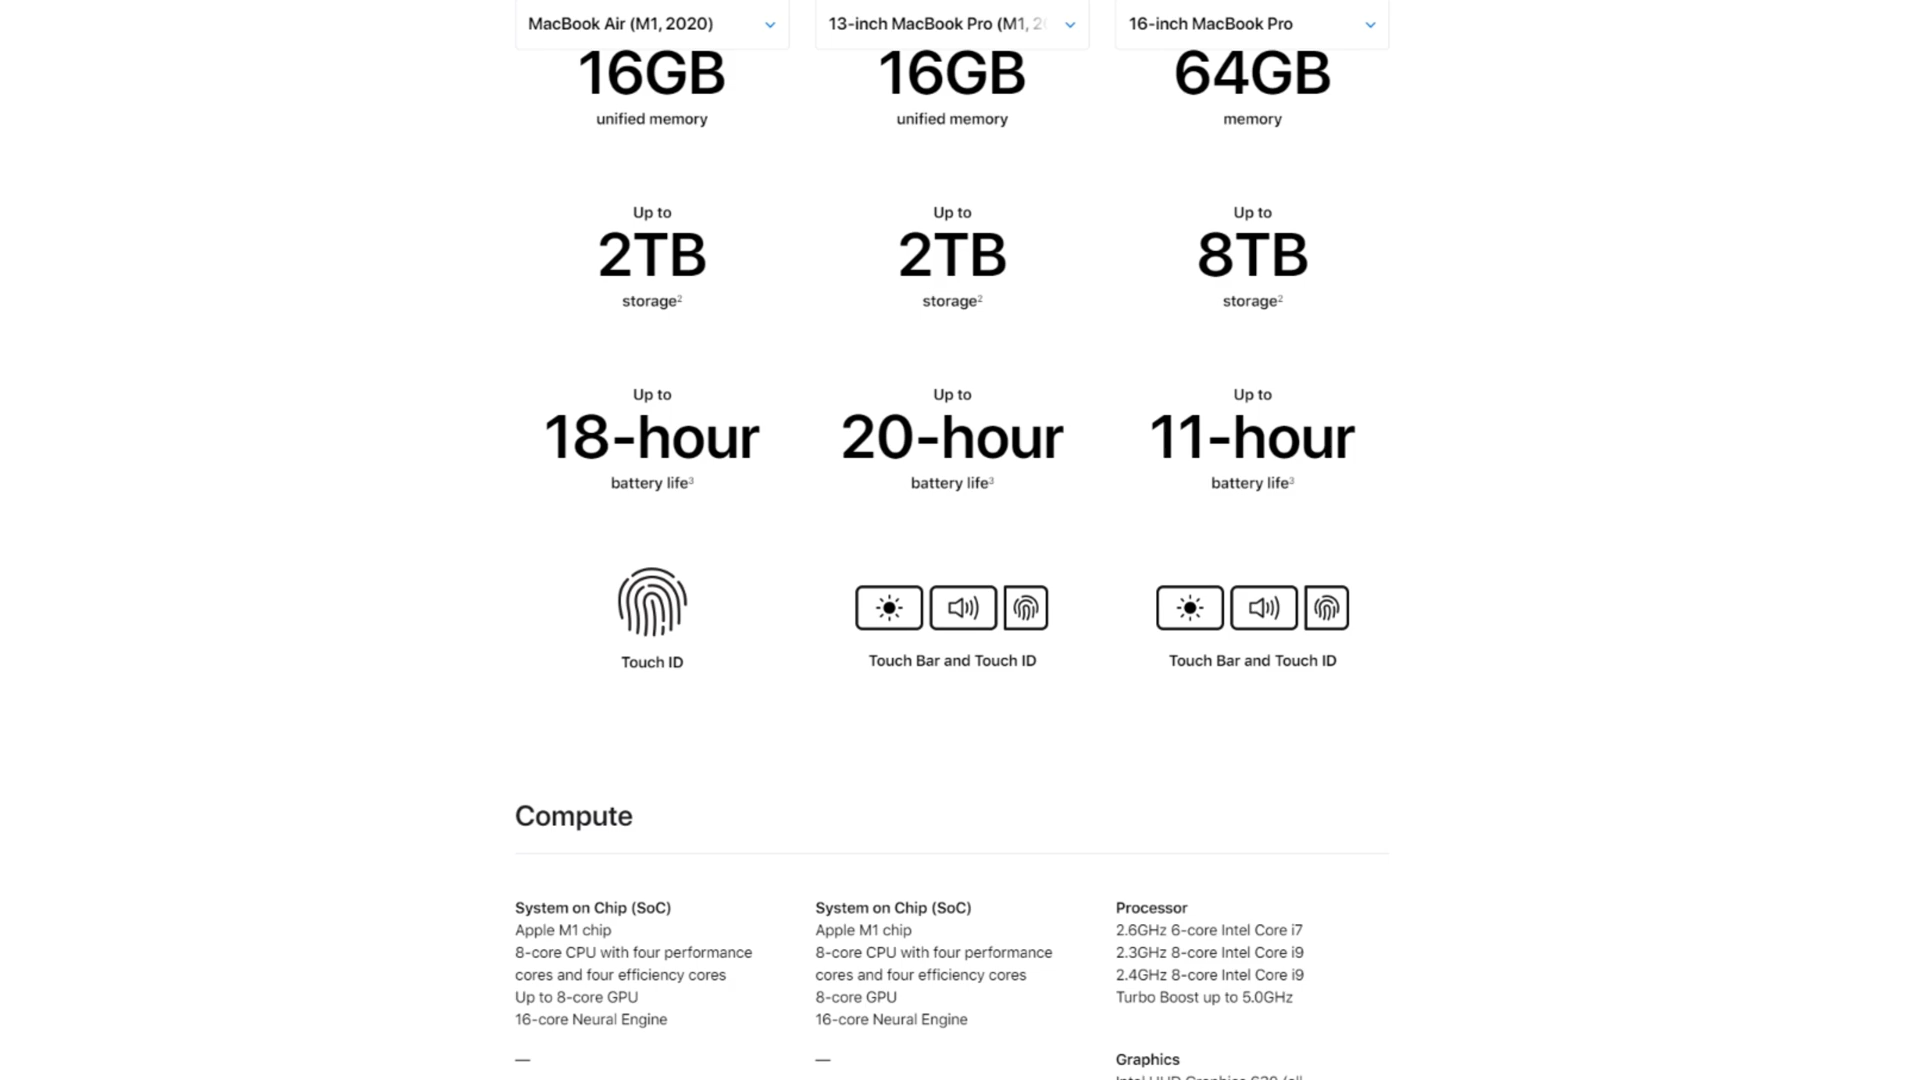 MacBook Air (M1, 2020)
13-inch MacBook Pro (M1, 2
16-inch MacBook Pro
16GB
unified memory
16GB
unified memory
64GB
memory
Up to
2TB
storage2
Up to
2TB
storage2
Up to
8TB
storage2
Up to
18-hour
battery life3
Up to
20-hour
battery life3
Up to
11-hour
battery life3
Touch ID
Touch Bar and Touch ID
Touch Bar and Touch ID
Compute
System on Chip (SoC)
Apple M1 chip
8-core CPU with four performance
cores and four efficiency cores
Up to 8-core GPU
16-core Neural Engine
—
System on Chip (SoC)
Apple M1 chip
8-core CPU with four performance
cores and four efficiency cores
8-core GPU
16-core Neural Engine
—
Processor
2.6GHz 6-core Intel Core i7
2.3GHz 8-core Intel Core i9
2.4GHz 8-core Intel Core i9
Turbo Boost up to 5.0GHz
Graphics